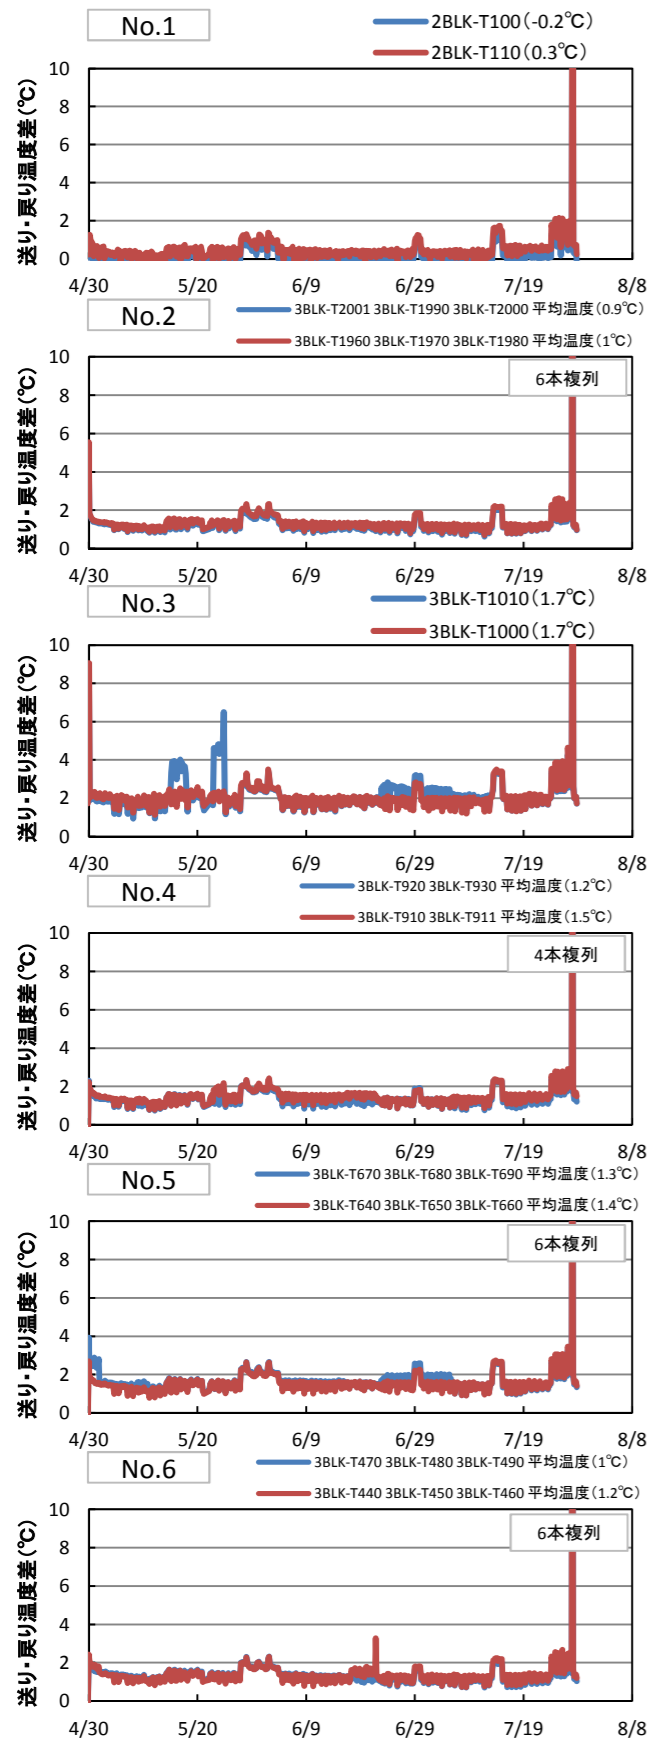 No.1
2BLK-T100(-0.2℃)
2BLK-T110(0.3℃)
送り・戻り温度差(℃)
10
8
6
4
2
0
4/30 5/20 6/9 6/29 7/19 8/8
No.2
3BLK-T2001 3BLK-T1990 3BLK-T2000 平均温度(0.9℃)
3BLK-T1960 3BLK-T1970 3BLK-T1980 平均温度(1℃)
6本複列
送り・戻り温度差(℃)
10
8
6
4
2
0
4/30 5/20 6/9 6/29 7/19 8/8
No.3
3BLK-T1010(1.7℃)
3BLK-T1000(1.7℃)
送り・戻り温度差(℃)
10
8
6
4
2
0
4/30 5/20 6/9 6/29 7/19 8/8
No.4
3BLK-T920 3BLK-T930 平均温度(1.2℃)
3BLK-T910 3BLK-T911 平均温度(1.5℃)
4本複列
送り・戻り温度差(℃)
10
8
6
4
2
0
4/30 5/20 6/9 6/29 7/19 8/8
No.5
3BLK-T670 3BLK-T680 3BLK-T690 平均温度(1.3℃)
3BLK-T640 3BLK-T650 3BLK-T660 平均温度(1.4℃)
6本複列
送り・戻り温度差(℃)
10
8
6
4
2
0
4/30 5/20 6/9 6/29 7/19 8/8
No.6
3BLK-T470 3BLK-T480 3BLK-T490 平均温度(1℃)
3BLK-T440 3BLK-T450 3BLK-T460 平均温度(1.2℃)
6本複列
送り・戻り温度差(℃)
10
8
6
4
2
0
4/30 5/20 6/9 6/29 7/19 8/8